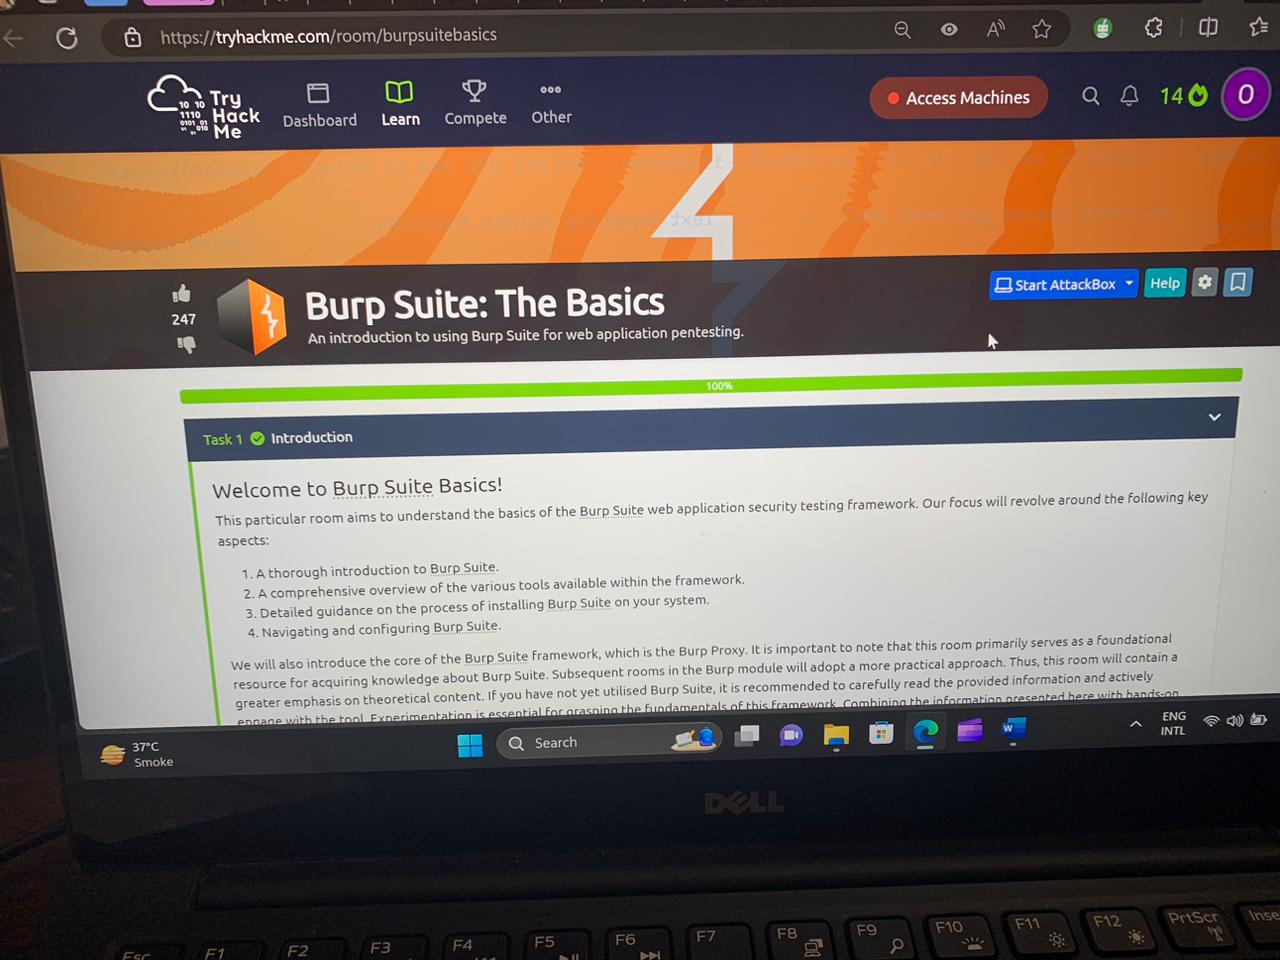 https://tryhackme.com/room/burpsuitebasics
Try
Hack
Me
10 10
1110
0101 01
01 010
Dashboard
Learn
Compete
Other
Access Machines
14
O
247
Burp Suite: The Basics
An introduction to using Burp Suite for web application pentesting.
Start AttackBox
Help
100%
Task 1 Introduction
Welcome to Burp Suite Basics!
This particular room aims to understand the basics of the Burp Suite web application security testing framework. Our focus will revolve around the following key
aspects:
1. A thorough introduction to Burp Suite.
2. A comprehensive overview of the various tools available within the framework.
3. Detailed guidance on the process of installing Burp Suite on your system.
4. Navigating and configuring Burp Suite.
We will also introduce the core of the Burp Suite framework, which is the Burp Proxy. It is important to note that this room primarily serves as a foundational
resource for acquiring knowledge about Burp Suite. Subsequent rooms in the Burp module will adopt a more practical approach. Thus, this room will contain a
greater emphasis on theoretical content. If you have not yet utilised Burp Suite, it is recommended to carefully read the provided information and actively
engage with the tool. Experimentation is essential for grasping the fundamentals of this framework. Combining the information presented here with hands-on
37°C
Smoke
Search
ENG
INTL
DELL
Esc
F1
F2
F3
F4
F5
F6
F7
F8
F9
F10
F11
F12
PrtScr
Inse